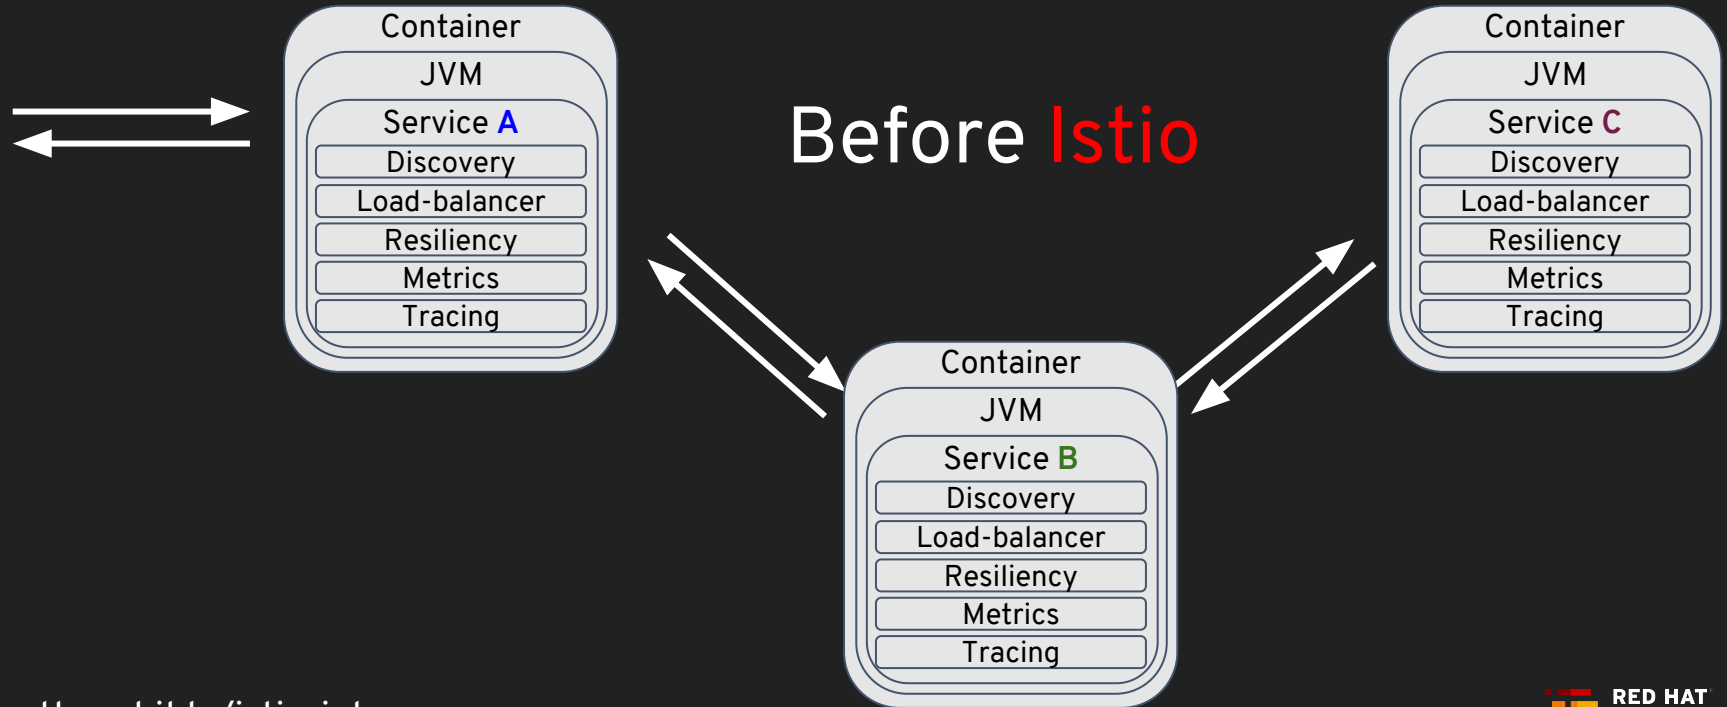 Container
JVM
Service A
Discovery
Load-balancer
Resiliency
Metrics
Tracing
Before Istio
Container
JVM
Service C
Discovery
Load-balancer
Resiliency
Metrics
Tracing
Container
JVM
Service B
Discovery
Load-balancer
Resiliency
Metrics
Tracing
RED HAT